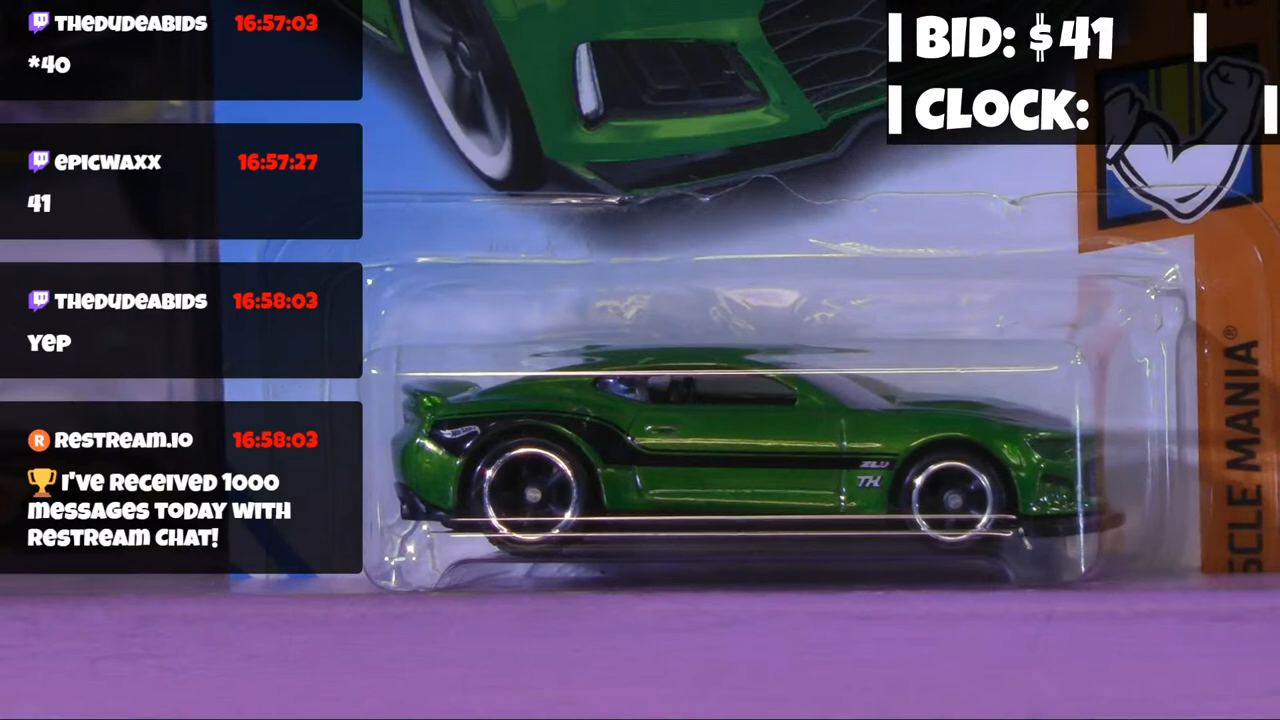 THEDUDEABIDS 16:57:03
*40
EPICWAXX 16:57:27
41
THEDUDEABIDS 16:58:03
YEP
RESTREAM.IO 16:58:03
I'VE RECEIVED 1000
MESSAGES TODAY WITH
RESTREAM CHAT!
| BID: $41 |
| CLOCK: |
SCLE MANIA®
ZL1
TH